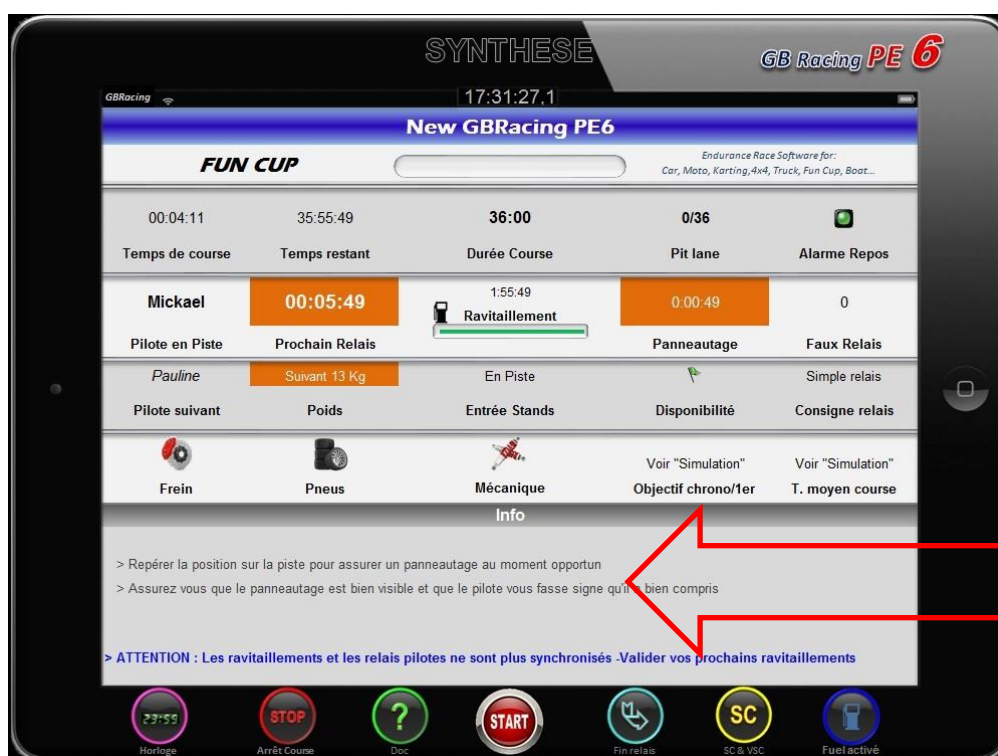 SYNTHESE
GB Racing PE 6
GBRacing
17:31:27,1
New GBRacing PE6
FUN CUP
Endurance Race Software for:
Car, Moto, Karting,4x4, Truck, Fun Cup, Boat...
00:04:11 35:55:49 36:00 0/36
Temps de course Temps restant Durée Course Pit lane Alarme Repos
Mickael 00:05:49 1:55:49 0:00:49 0
Ravitaillement
Pilote en Piste Prochain Relais Panneautage Faux Relais
Pauline Suivant 13 Kg En Piste Simple relais
Pilote suivant Poids Entrée Stands Disponibilité Consigne relais
Voir "Simulation" Voir "Simulation"
Frein Pneus Mécanique Objectif chrono/1er T. moyen course
Info
> Repérer la position sur la piste pour assurer un panneautage au moment opportun
> Assurez vous que le panneautage est bien visible et que le pilote vous fasse signe qu'il a bien compris
> ATTENTION : Les ravitaillements et les relais pilotes ne sont plus synchronisés -Valider vos prochains ravitaillements
23:59 STOP ? START SC
Horloge Arrêt Course Doc Fin relais SC & VSC Fuel activé